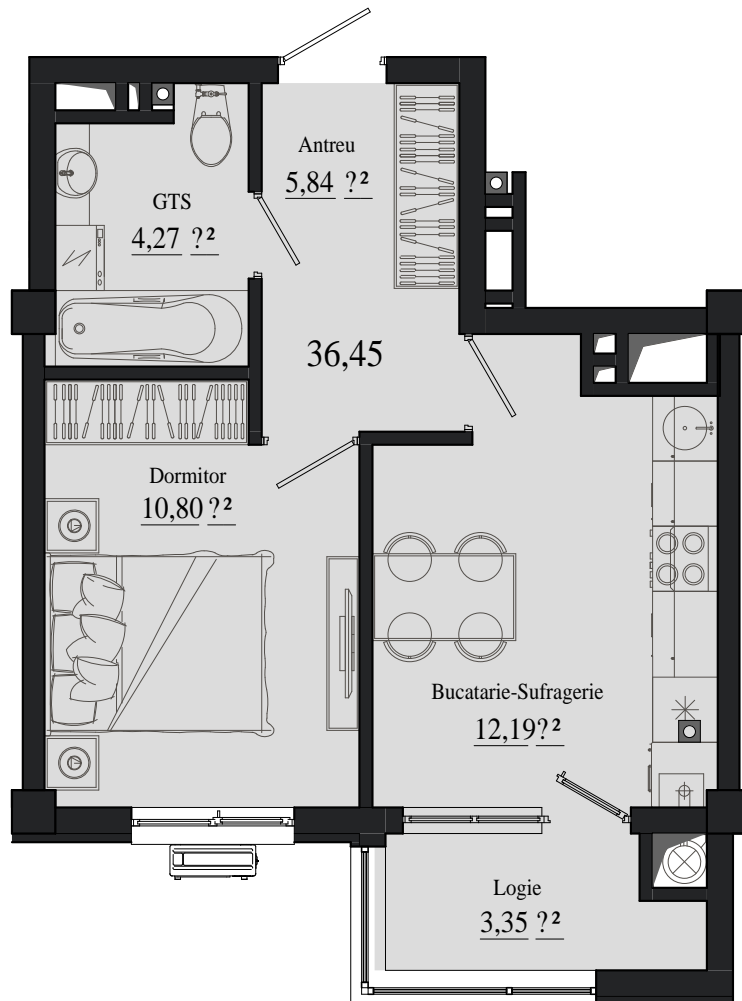 Antreu
5,84 ?²
GTS
4,27 ?²
36,45
Dormitor
10,80 ?²
Bucatarie-Sufragerie
12,19?²
Logie
3,35 ?²